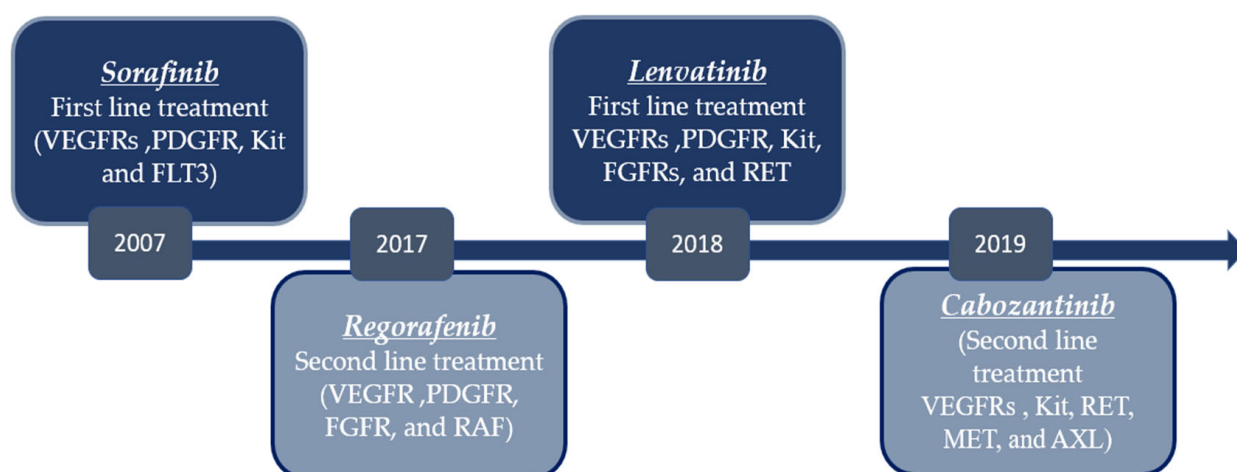 Sorafinib
First line treatment
(VEGFRs ,PDGFR, Kit
and FLT3)
2007
2017
Regorafenib
Second line treatment
(VEGFR ,PDGFR,
FGFR, and RAF)
Lenvatinib
First line treatment
VEGFRs ,PDGFR, Kit,
FGFRs, and RET
2018
2019
Cabozantinib
(Second line
treatment
VEGFRs , Kit, RET,
MET, and AXL)